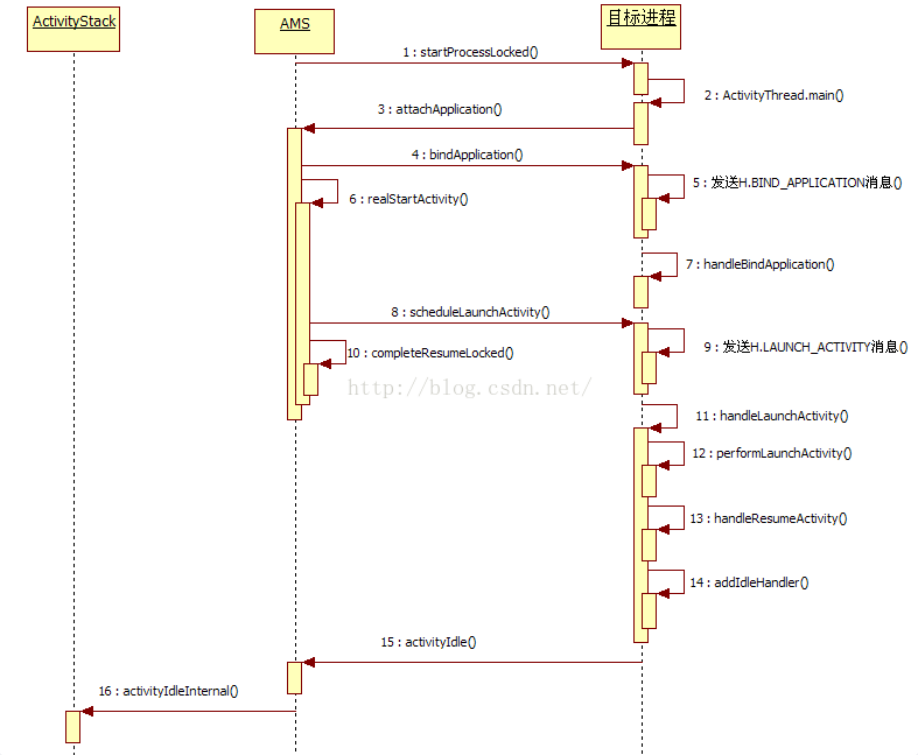 ActivityStack
AMS
目标进程
1 : startProcessLocked()
2 : ActivityThread.main()
3 : attachApplication()
4 : bindApplication()
5 : 发送H.BIND_APPLICATION消息()
6 : realStartActivity()
7 : handleBindApplication()
8 : scheduleLaunchActivity()
9 : 发送H.LAUNCH_ACTIVITY消息()
10 : completeResumeLocked()
http://blog.csdn.net/
11 : handleLaunchActivity()
12 : performLaunchActivity()
13 : handleResumeActivity()
14 : addIdleHandler()
15 : activityIdle()
16 : activityIdleInternal()